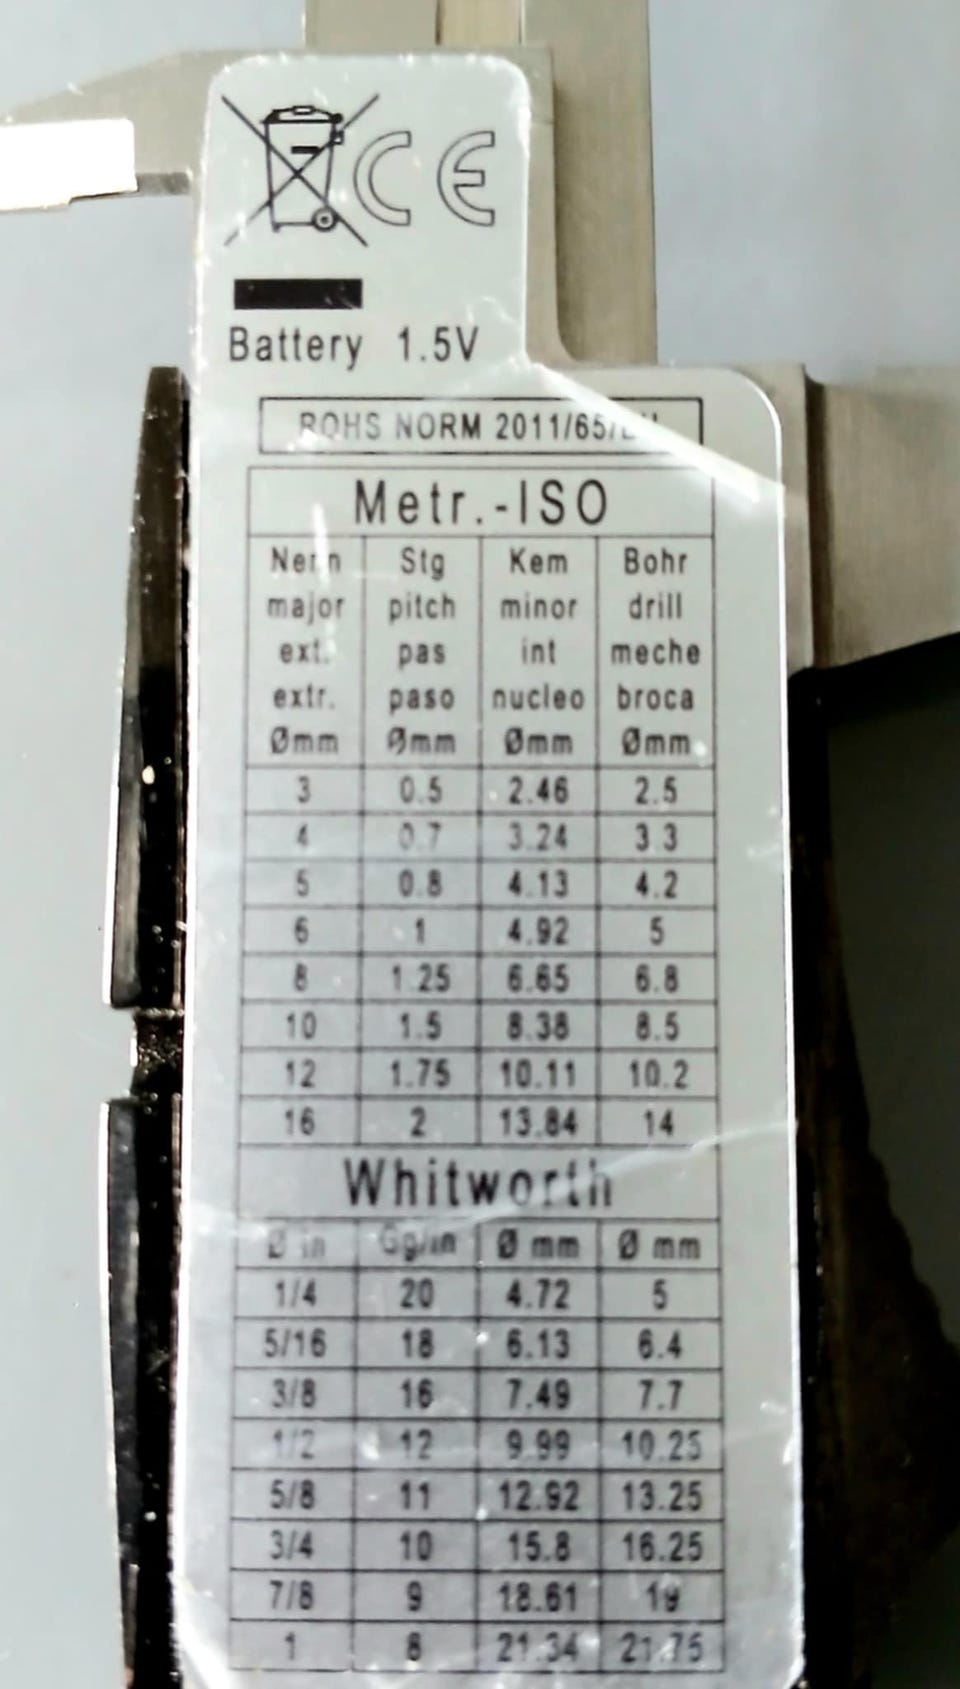 CE
Battery 1.5V
ROHS NORM 2011/65/EU
Metr.-ISO
Nenn Stg Kem Bohr
major pitch minor drill
ext. pas int meche
extr. paso nucleo broca
Ømm Ømm Ømm Ømm
3 0.5 2.46 2.5
4 0.7 3.24 3.3
5 0.8 4.13 4.2
6 1 4.92 5
8 1.25 6.65 6.8
10 1.5 8.38 8.5
12 1.75 10.11 10.2
16 2 13.84 14
Whitworth
Ø in Gg/in Ø mm Ø mm
1/4 20 4.72 5
5/16 18 6.13 6.4
3/8 16 7.49 7.7
1/2 12 9.99 10.25
5/8 11 12.92 13.25
3/4 10 15.8 16.25
7/8 9 18.61 19
1 8 21.34 21.75